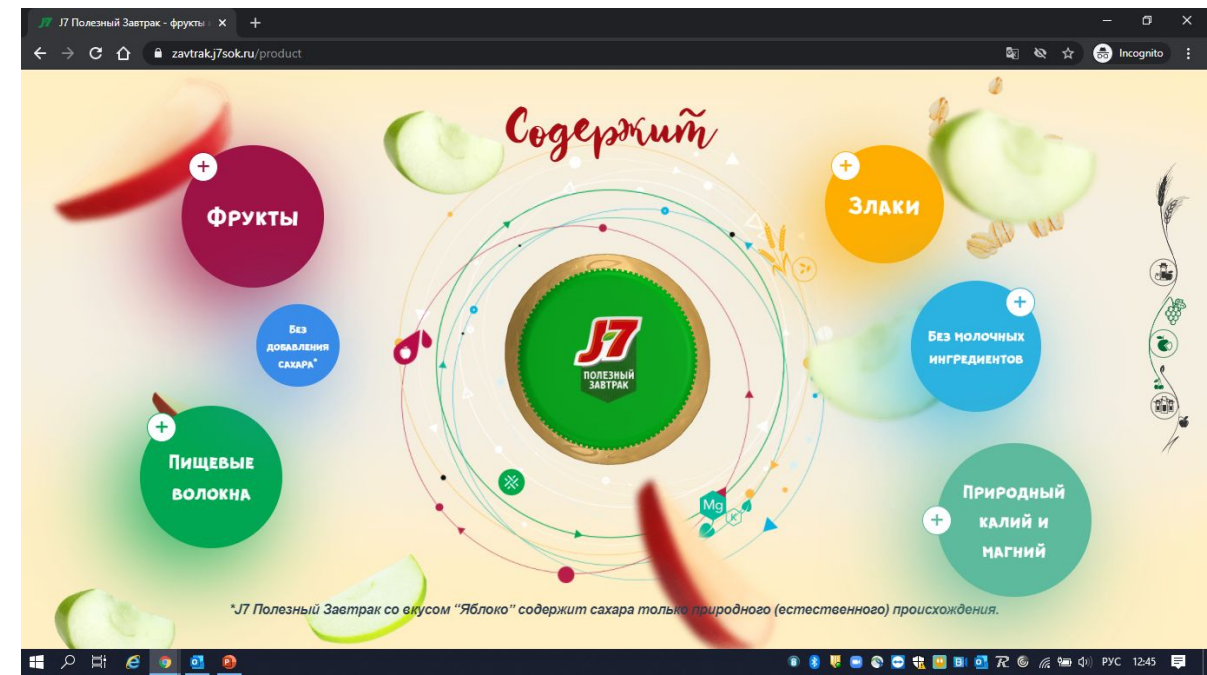 J7 Полезный Завтрак - фрукты
zavtrak.j7sok.ru/product
Incognito
Содержит
Фрукты
Злаки
Без
добавления
сахара*
Без молочных
ингредиентов
J7
ПОЛЕЗНЫЙ
ЗАВТРАК
Пищевые
волокна
Mg
K
Природный
калий и
магний
*J7 Полезный Завтрак со вкусом “Яблоко” содержит сахара только природного (естественного) происхождения.
РУС 12:45